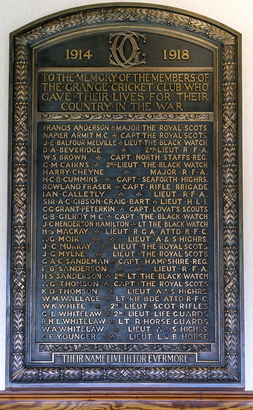 1914 GCC 1918
TO THE MEMORY OF THE MEMBERS OF
THE GRANGE CRICKET CLUB WHO
GAVE THEIR LIVES FOR THEIR
COUNTRY IN THE WAR
FRANCIS ANDERSON MAJOR THE ROYAL SCOTS
NAPIER ARMIT M.C. CAPT THE ROYAL SCOTS
J.E. BALFOUR MELVILLE LIEUT THE BLACK WATCH
D.A. BEVERIDGE 2ND LIEUT R.F.A.
W.S. BROWN CAPT NORTH STAFFS REG.
C.M. CAIRNS 2ND LIEUT THE BLACK WATCH
HARRY CHEYNE MAJOR R.F.A.
H.C.B. CUMMINS CAPT SEAFORTH HIGHRS.
ROWLAND FRASER CAPT RIFLE BRIGADE
IAN GALLETLY LIEUT R.F.A.
SIR A.C. GIBSON CRAIG BART LIEUT H.L.I.
C.G. GRANT PETERKIN CAPT LOVAT'S SCOUTS
G.B. GILROY M.C. CAPT THE BLACK WATCH
J. HENDERSON HAMILTON LT THE BLACK WATCH
H.S. MACKAY LIEUT R.G.A. ATTD R.F.C.
G. MOIR LIEUT A & S HIGHRS.
J.C. MURRAY LIEUT THE ROYAL SCOTS.
J.G. MYLNE LIEUT THE ROYAL SCOTS.
G.A.C. SANDEMAN CAPT HAMPSHIRE REG.
F.B. SANDERSON LIEUT R.F.A.
H.S. SANDERSON 2ND LT THE BLACK WATCH
A.G. THOMSON CAPT THE ROYAL SCOTS
K.D. THOMSON LIEUT A & S HIGHRS.
W.M. WALLACE LT RIF. BDE ATTD R.F.C.
W.K. WHITE 2ND LIEUT SCOT RIFLES
G.L. WHITELAW 2ND LIEUT LIFE GUARDS
R.H.L. WHITELAW LT R. HORSE GUARDS
W.A. WHITELAW LIEUT A & S HIGHRS.
C.F. YOUNGER LIEUT L & B HORSE
THEIR NAME LIVETH FOR EVERMORE